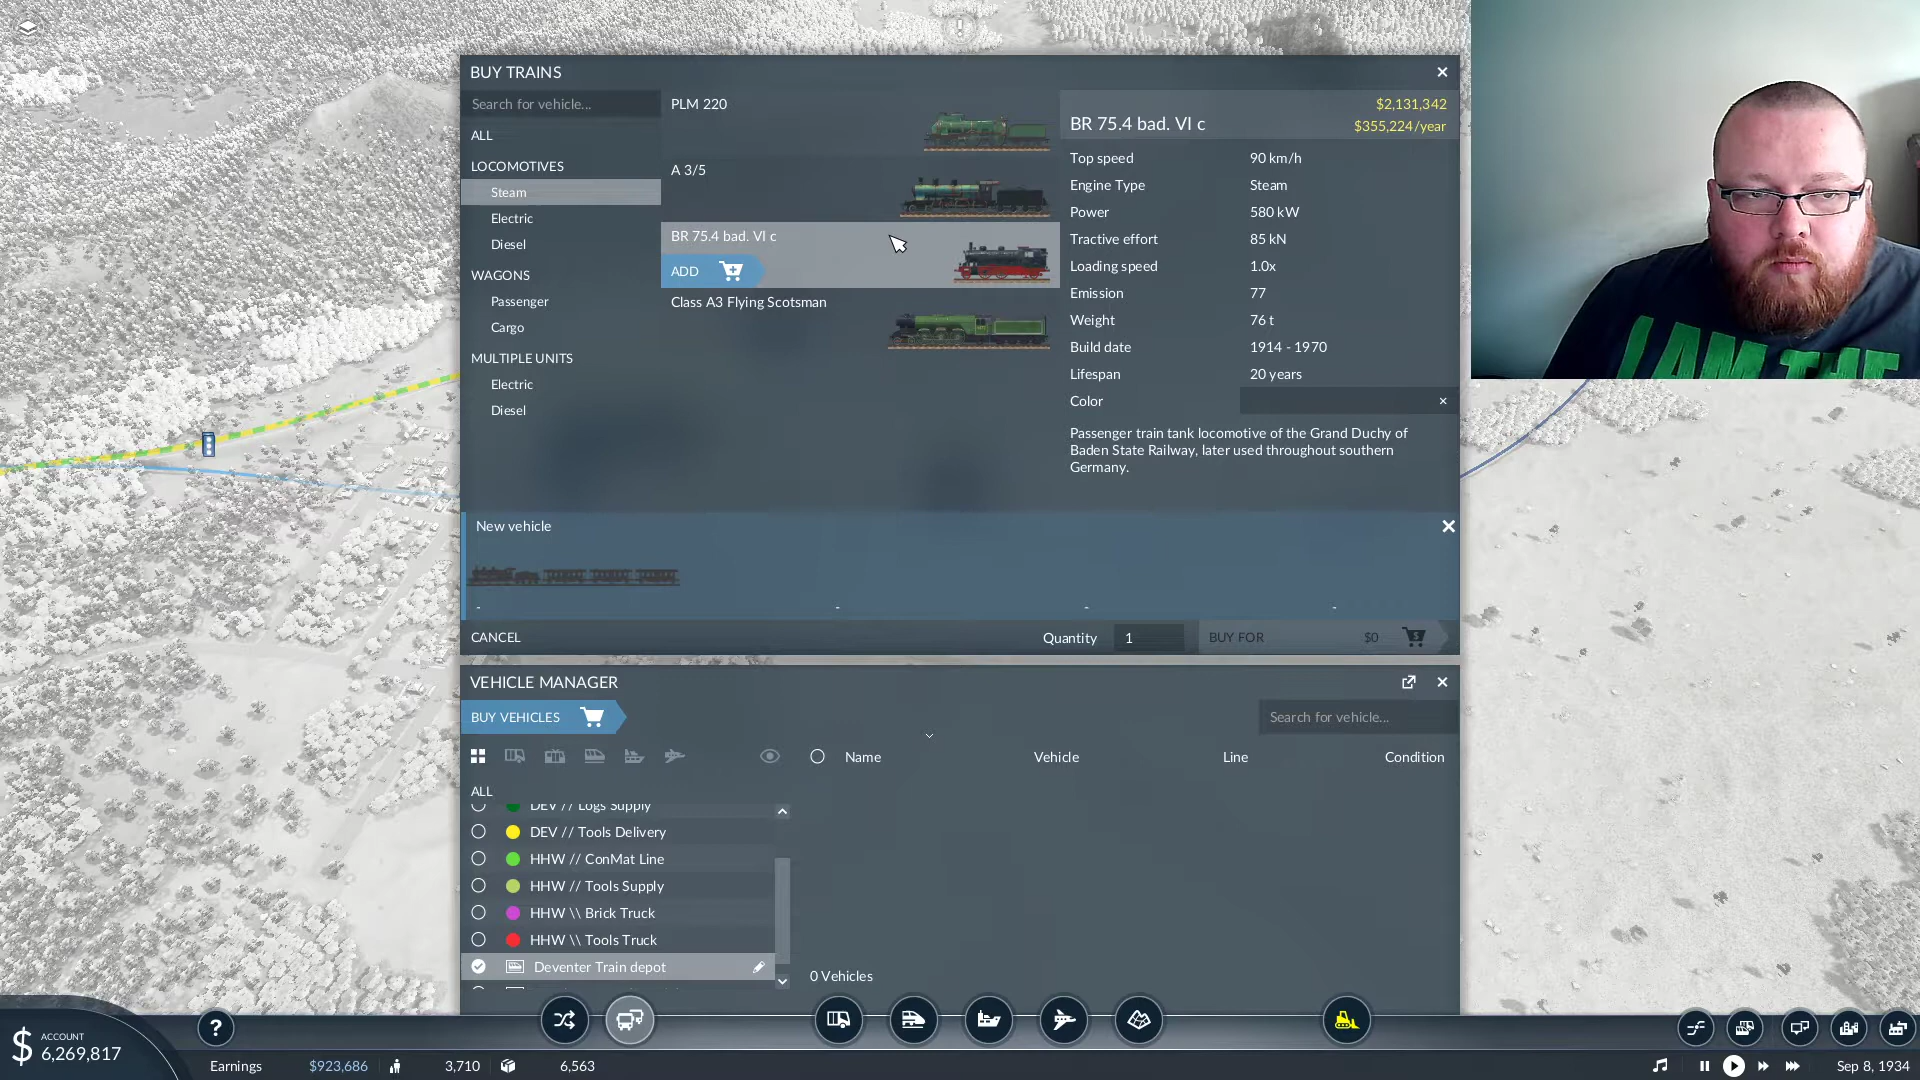 BUY TRAINS
Search for vehicle...
ALL
LOCOMOTIVES
Steam
Electric
Diesel
WAGONS
Passenger
Cargo
MULTIPLE UNITS
Electric
Diesel
PLM 220
A 3/5
BR 75.4 bad. VI c
ADD
Class A3 Flying Scotsman
$2,131,342
BR 75.4 bad. VI c
$355,224/year
Top speed 90 km/h
Engine Type Steam
Power 580 kW
Tractive effort 85 kN
Loading speed 1.0x
Emission 77
Weight 76 t
Build date 1914 - 1970
Lifespan 20 years
Color
Passenger train tank locomotive of the Grand Duchy of
Baden State Railway, later used throughout southern
Germany.
New vehicle
- - - -
CANCEL
Quantity 1
BUY FOR $0
VEHICLE MANAGER
BUY VEHICLES
Search for vehicle...
Name Vehicle Line Condition
ALL
DEV // Logs Supply
DEV // Tools Delivery
HHW // ConMat Line
HHW // Tools Supply
HHW \\ Brick Truck
HHW \\ Tools Truck
Deventer Train depot
0 Vehicles
I AM THE
?
$ ACCOUNT
6,269,817
Earnings $923,686 3,710 6,563
Sep 8, 1934